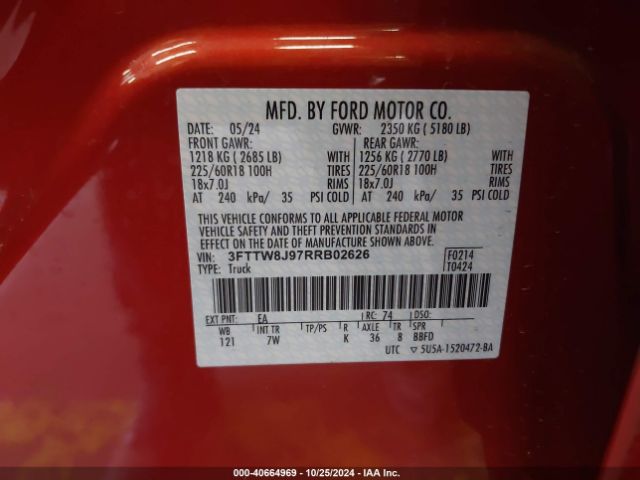 MFD. BY FORD MOTOR CO.
DATE: 05/24 GVWR: 2350 KG ( 5180 LB)
FRONT GAWR: REAR GAWR:
1218 KG ( 2685 LB) WITH 1256 KG ( 2770 LB) WITH
225/60R18 100H TIRES 225/60R18 100H TIRES
18x7.0J RIMS 18x7.0J RIMS
AT 240 kPa/ 35 PSI COLD AT 240 kPa/ 35 PSI COLD
THIS VEHICLE CONFORMS TO ALL APPLICABLE FEDERAL MOTOR
VEHICLE SAFETY AND THEFT PREVENTION STANDARDS IN
EFFECT ON THE DATE OF MANUFACTURE SHOWN ABOVE.
VIN: 3FTTW8J97RRB02626 F0214
TYPE: Truck T0424
EXT PNT: EA RC: 74 DSO:
WB INT TR TP/PS R AXLE TR SPR
121 7W K 36 8 BBFD
UTC ▽ 5U5A-1520472-BA
000-40664969 • 10/25/2024 • IAA Inc.